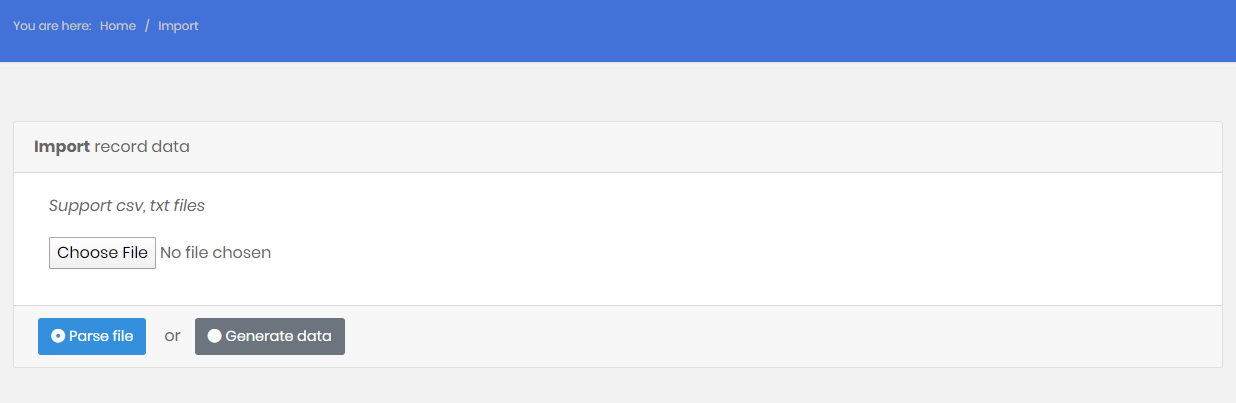 You are here: Home / Import
Import record data
Support csv, txt files
Choose File No file chosen
Parse file or Generate data